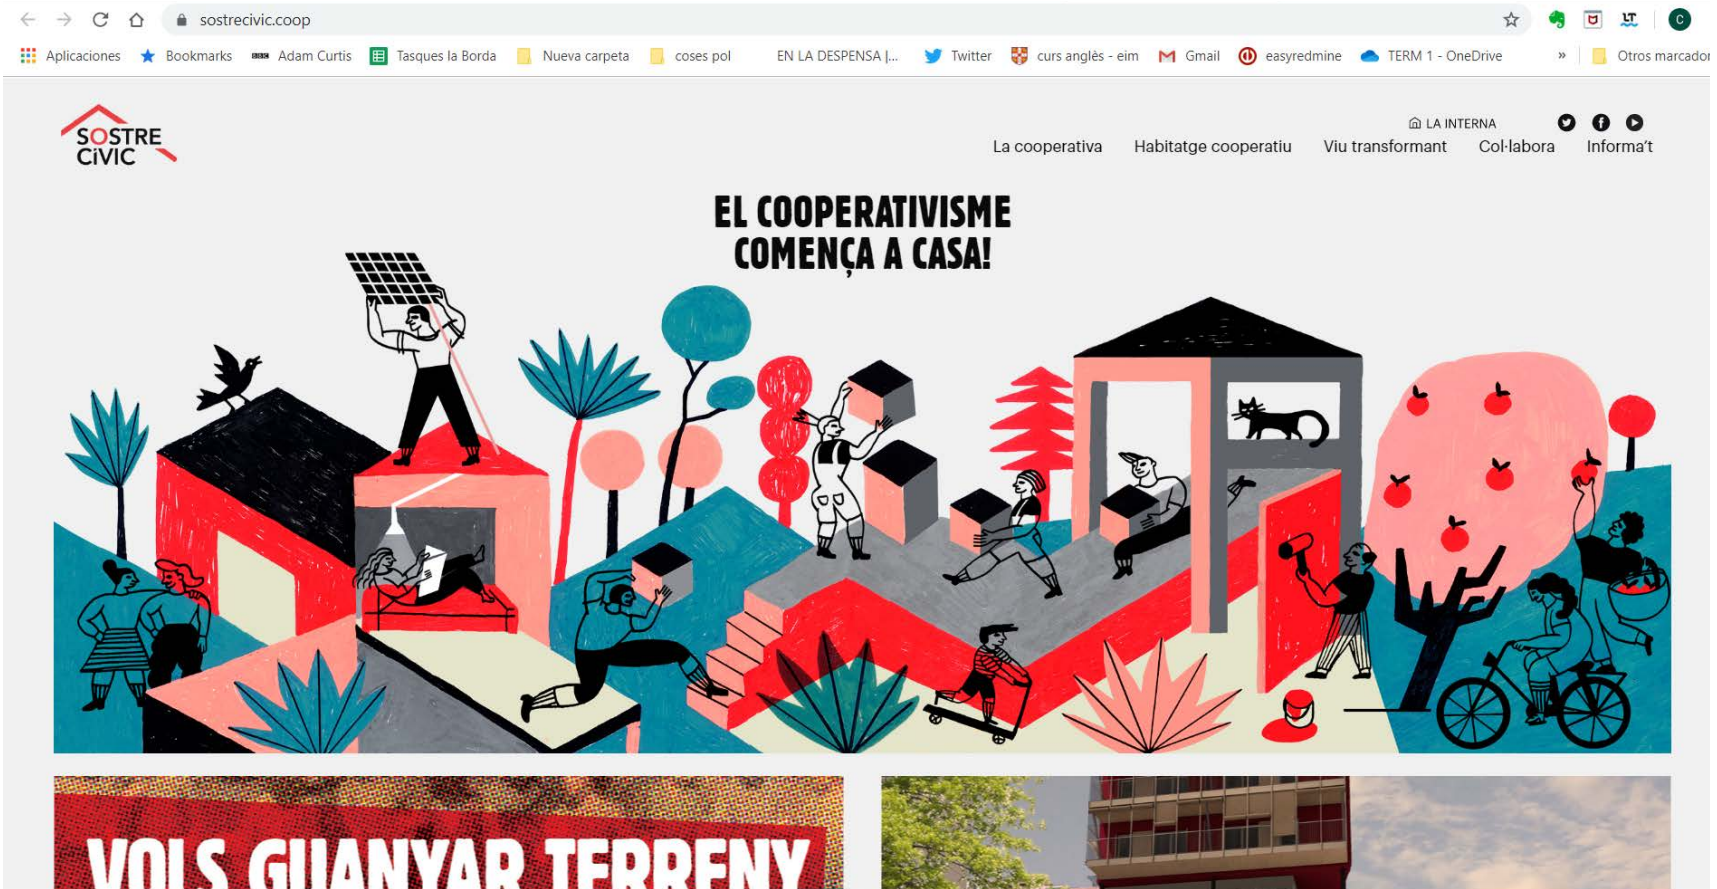 sostrecivic.coop
C
Aplicaciones
Bookmarks
BBC
Adam Curtis
Tasques la Borda
Nueva carpeta
coses pol
EN LA DESPENSA |...
Twitter
curs anglès - eim
Gmail
easyredmine
TERM 1 - OneDrive
»
Otros marcador
SOSTRE
CÍVIC
LA INTERNA
La cooperativa
Habitatge cooperatiu
Viu transformant
Col·labora
Informa't
EL COOPERATIVISME
COMENÇA A CASA!
VOLS GUANYAR TERRENY